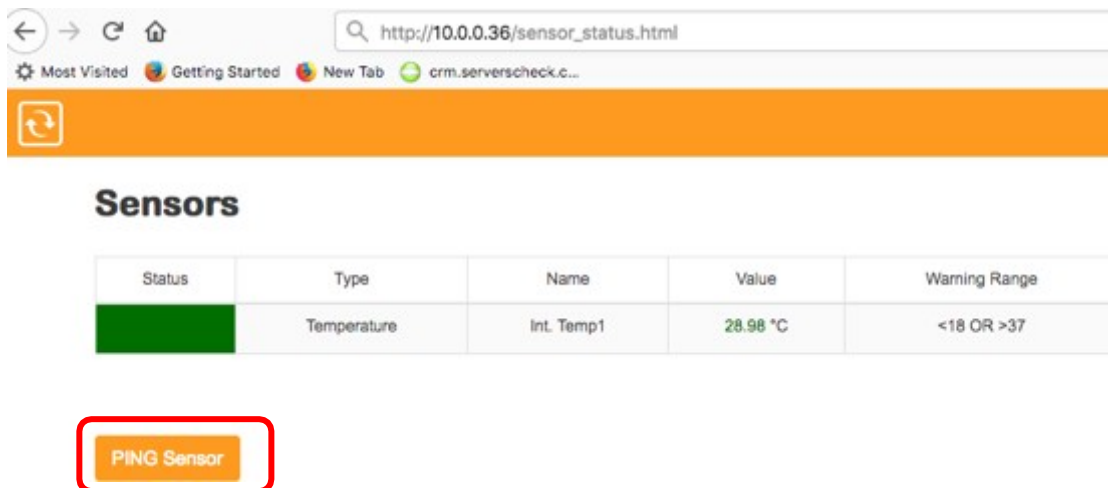 http://10.0.0.36/sensor_status.html
Most Visited Getting Started New Tab crm.serverscheck.c...
Sensors
Status Type Name Value Warning Range
Temperature Int. Temp1 28.98 °C <18 OR >37
PING Sensor